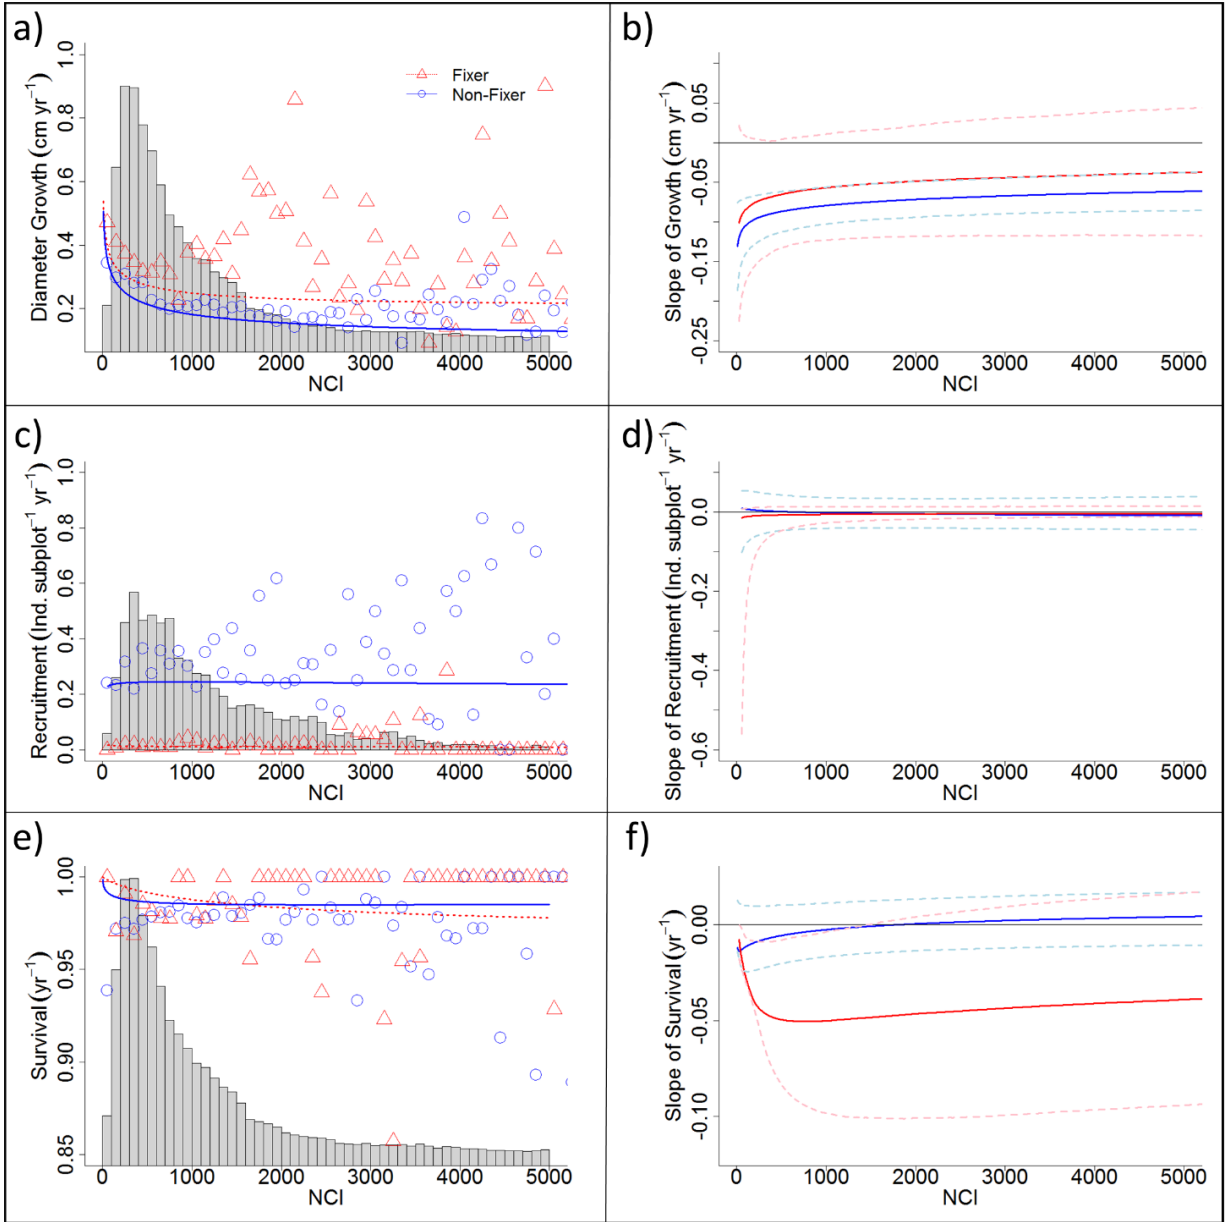 a)
Diameter Growth (cm yr⁻¹)
1.0
0.8
0.6
0.4
0.2
Fixer
Non-Fixer
0 1000 2000 3000 4000 5000
NCI
b)
Slope of Growth (cm yr⁻¹)
0.05
-0.05
-0.15
-0.25
0 1000 2000 3000 4000 5000
NCI
c)
Recruitment (Ind. subplot⁻¹ yr⁻¹)
1.0
0.8
0.6
0.4
0.2
0.0
0 1000 2000 3000 4000 5000
NCI
d)
Slope of Recruitment (Ind. subplot⁻¹ yr⁻¹)
0.0
-0.2
-0.4
-0.6
0 1000 2000 3000 4000 5000
NCI
e)
Survival (yr⁻¹)
1.00
0.95
0.90
0.85
0 1000 2000 3000 4000 5000
NCI
f)
Slope of Survival (yr⁻¹)
0.00
-0.05
-0.10
0 1000 2000 3000 4000 5000
NCI